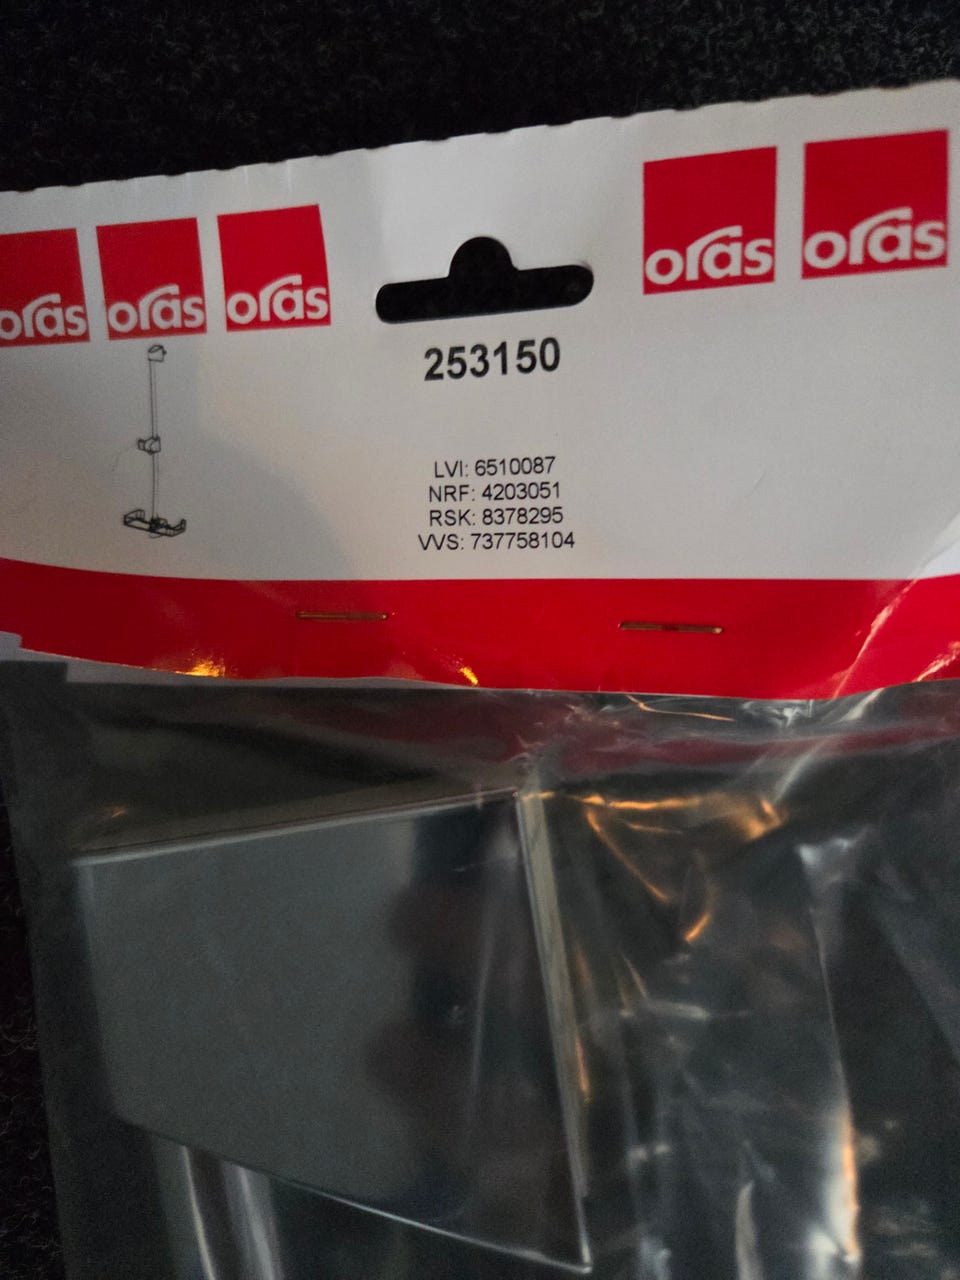 oras oras oras oras oras
253150
LVI: 6510087
NRF: 4203051
RSK: 8378295
VVS: 737758104